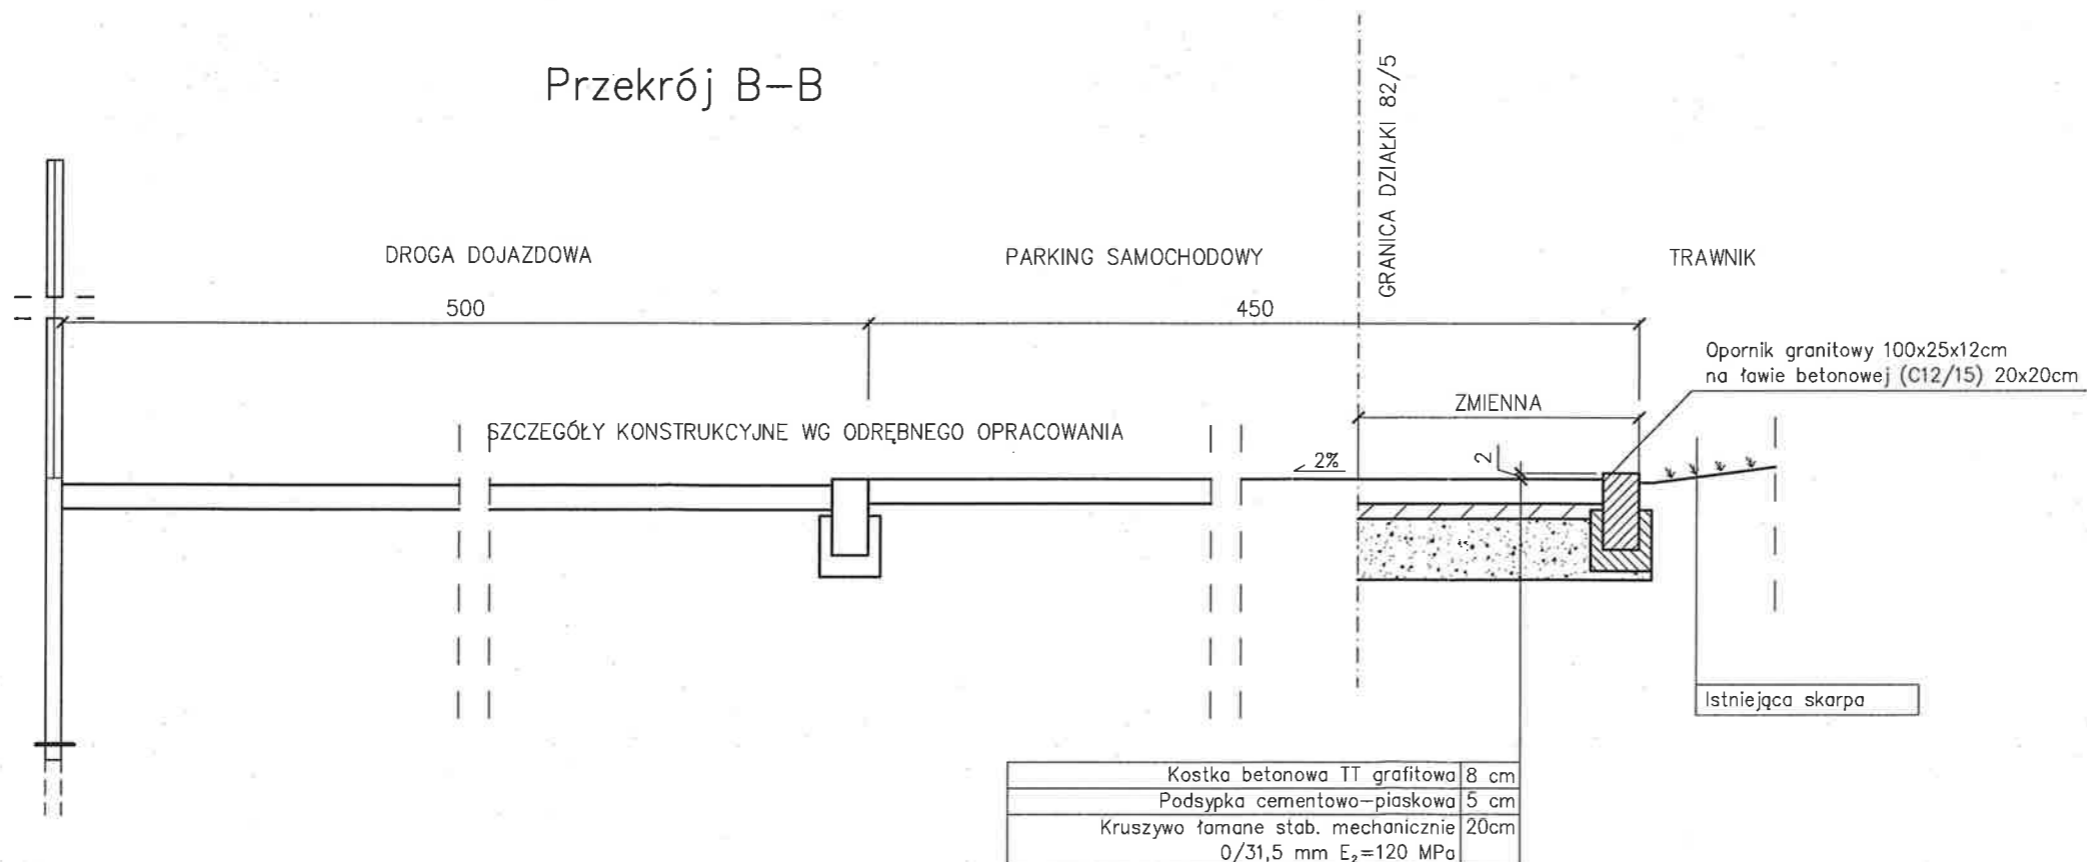 Przekrój B–B
GRANICA DZIAŁKI 82/5
DROGA DOJAZDOWA
PARKING SAMOCHODOWY
TRAWNIK
500
450
Opornik granitowy 100x25x12cm
na ławie betonowej (C12/15) 20x20cm
ZMIENNA
SZCZEGÓŁY KONSTRUKCYJNE WG ODRĘBNEGO OPRACOWANIA
2%
2
Istniejąca skarpa
Kostka betonowa TT grafitowa 8 cm
Podsypka cementowo–piaskowa 5 cm
Kruszywo łamane stab. mechanicznie 20cm
0/31,5 mm E₂=120 MPa